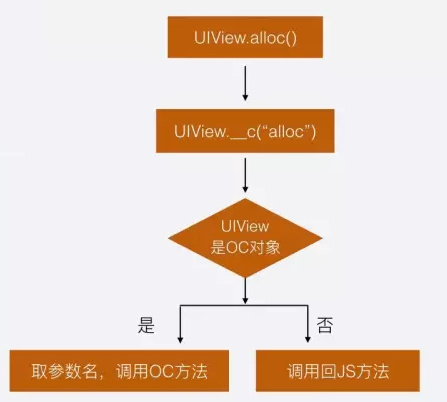 UIView.alloc()
UIView.__c(“alloc”)
UIView
是OC对象
是
否
取参数名，调用OC方法
调用回JS方法